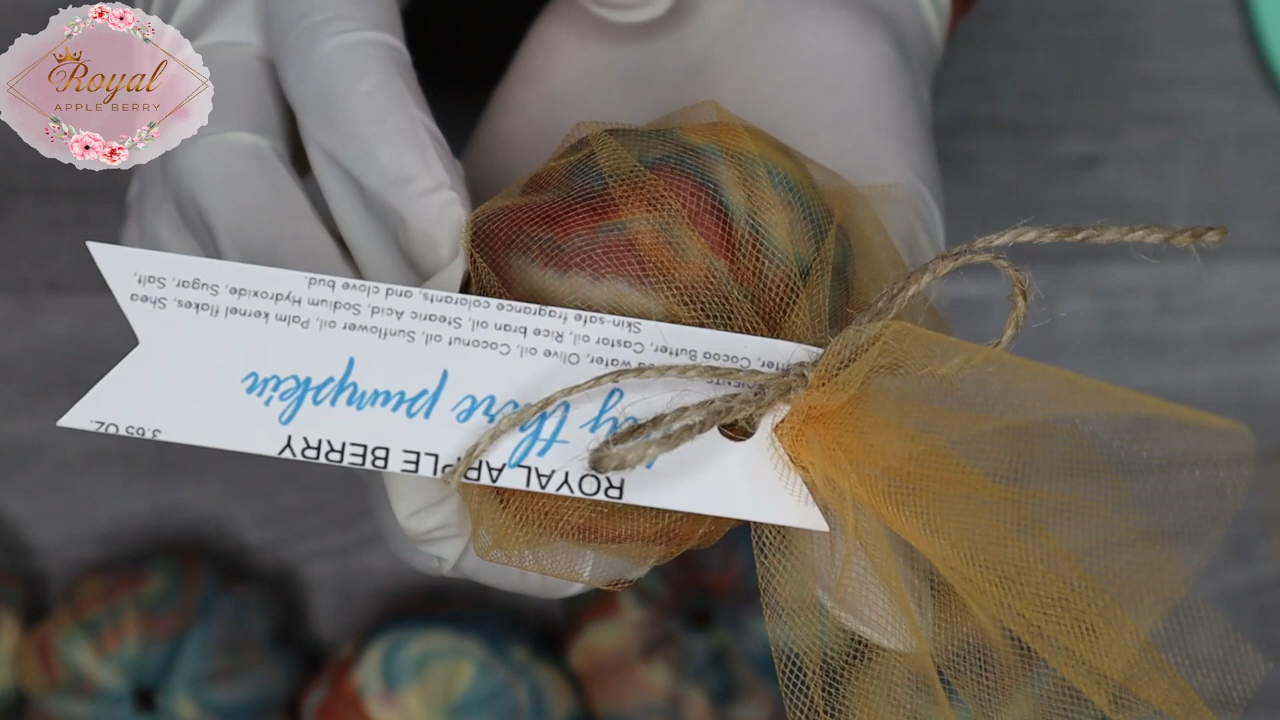 Royal
APPLE BERRY
ROYAL APPLE BERRY
3.65 OZ.
there pumpkin
water, Olive oil, Coconut oil, Sunflower oil, Palm kernel flakes, Shea
Cocoa Butter, Castor oil, Rice bran oil, Stearic Acid, Sodium Hydroxide, Sugar, Salt,
Skin-safe fragrance colorants, and clove bud.